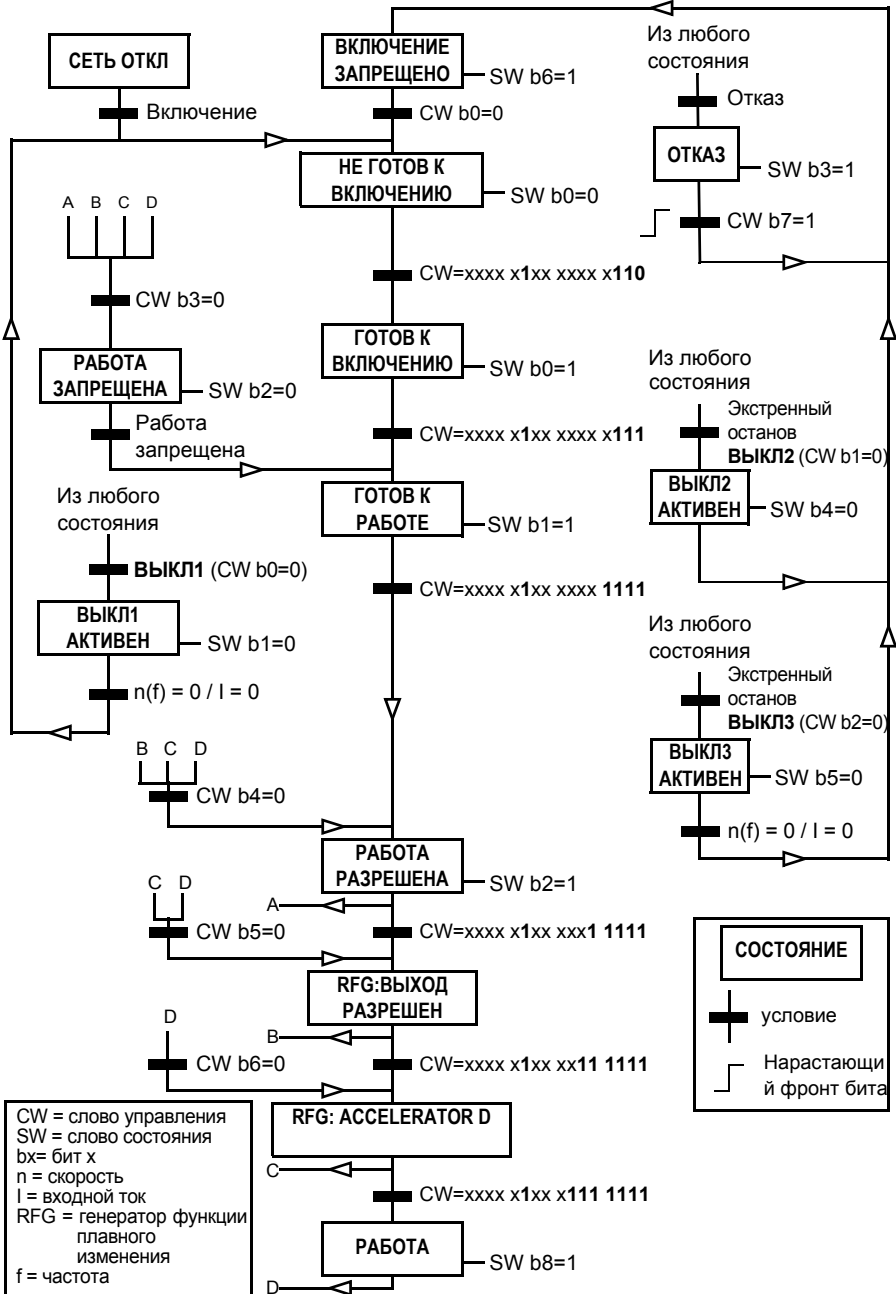 СЕТЬ ОТКЛ
Включение
ВКЛЮЧЕНИЕ
ЗАПРЕЩЕНО
SW b6=1
CW b0=0
Из любого
состояния
Отказ
ОТКАЗ
SW b3=1
CW b7=1
НЕ ГОТОВ К
ВКЛЮЧЕНИЮ
SW b0=0
A B C D
CW b3=0
CW=xxxx x1xx xxxx x110
РАБОТА
ЗАПРЕЩЕНА
SW b2=0
Работа
запрещена
ГОТОВ К
ВКЛЮЧЕНИЮ
SW b0=1
CW=xxxx x1xx xxxx x111
Из любого
состояния
Экстренный
останов
ВЫКЛ2 (CW b1=0)
ВЫКЛ2
АКТИВЕН
SW b4=0
Из любого
состояния
ВЫКЛ1 (CW b0=0)
ВЫКЛ1
АКТИВЕН
SW b1=0
n(f) = 0 / I = 0
ГОТОВ К
РАБОТЕ
SW b1=1
CW=xxxx x1xx xxxx 1111
Из любого
состояния
Экстренный
останов
ВЫКЛ3 (CW b2=0)
ВЫКЛ3
АКТИВЕН
SW b5=0
n(f) = 0 / I = 0
B C D
CW b4=0
РАБОТА
РАЗРЕШЕНА
SW b2=1
C D
A
CW b5=0
CW=xxxx x1xx xxx1 1111
RFG:ВЫХОД
РАЗРЕШЕН
D
B
CW b6=0
CW=xxxx x1xx xx11 1111
RFG: ACCELERATOR D
C
CW=xxxx x1xx x111 1111
РАБОТА
SW b8=1
D
СОСТОЯНИЕ
условие
Нарастающи
й фронт бита
CW = слово управления
SW = слово состояния
bx= бит x
n = скорость
I = входной ток
RFG = генератор функции
плавного
изменения
f = частота